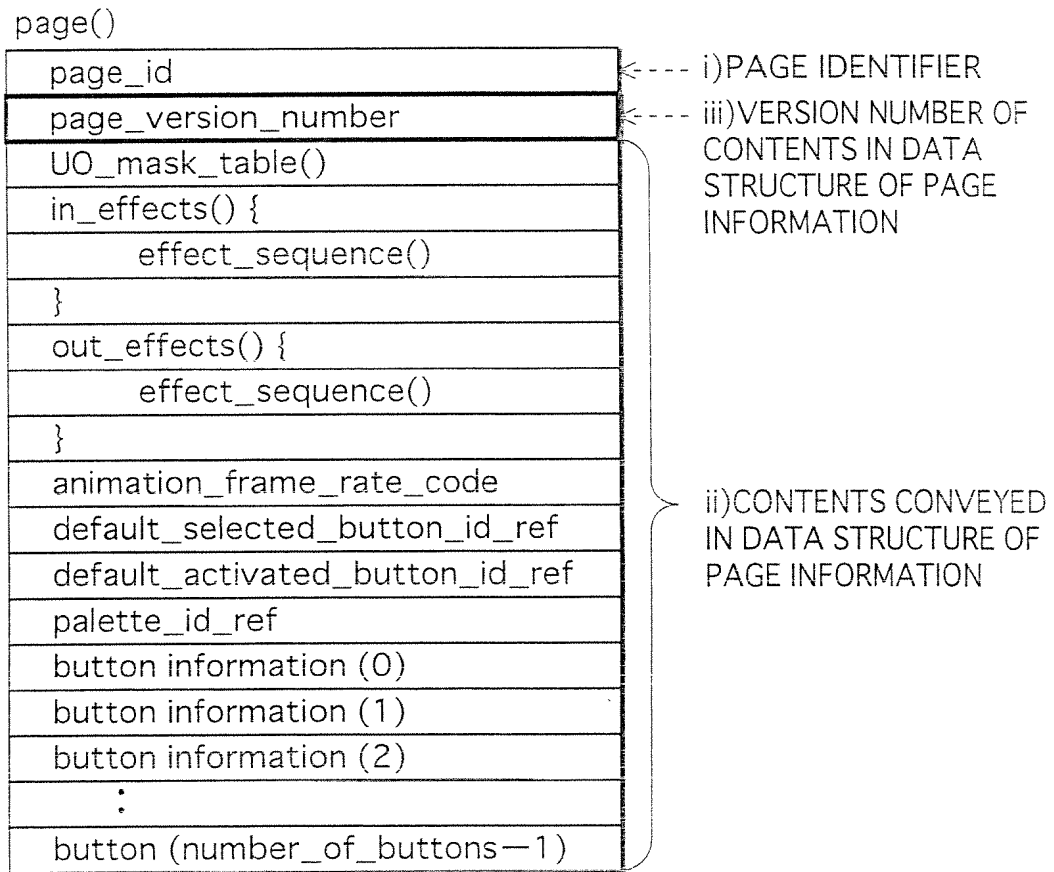 page()
page_id
i)PAGE IDENTIFIER
page_version_number
iii)VERSION NUMBER OF
CONTENTS IN DATA
STRUCTURE OF PAGE
INFORMATION
UO_mask_table()
in_effects() {
effect_sequence()
}
out_effects() {
effect_sequence()
}
animation_frame_rate_code
default_selected_button_id_ref
default_activated_button_id_ref
palette_id_ref
button information (0)
button information (1)
button information (2)
:
button (number_of_buttons-1)
ii)CONTENTS CONVEYED
IN DATA STRUCTURE OF
PAGE INFORMATION